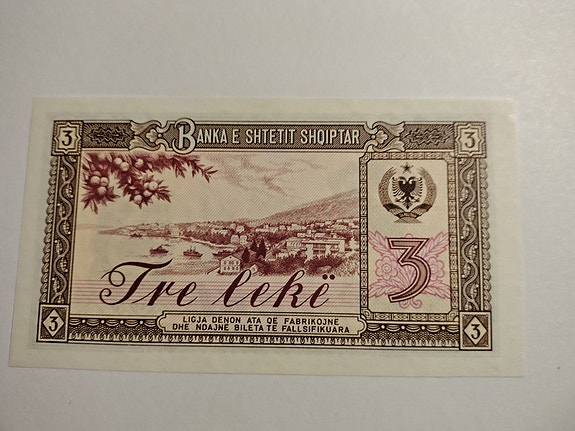 3 BANKA E SHTETIT SHQIPTAR 3
3
Tre lekë
LIGJA DENON ATA QË FABRIKOJNE
DHE NDAJNE BILETA TË FALLSIFIKUARA
3 3